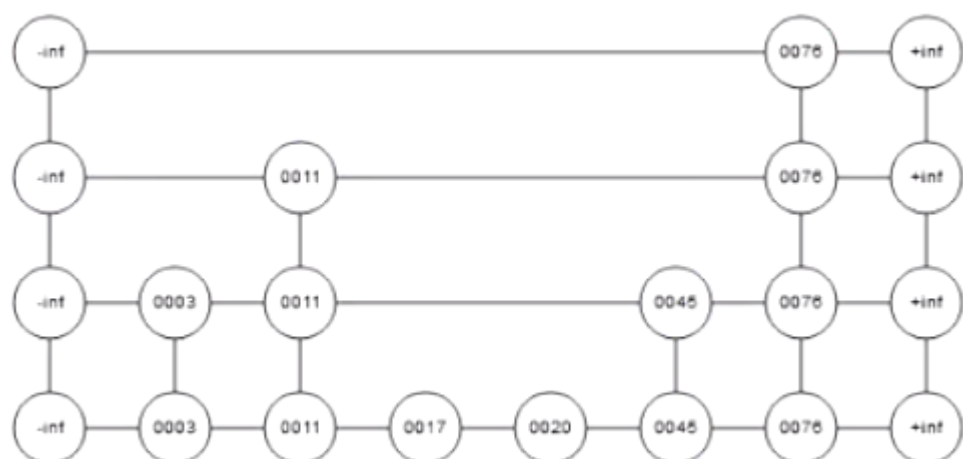 -inf 0076 +inf
-inf 0011 0076 +inf
-inf 0003 0011 0045 0076 +inf
-inf 0003 0011 0017 0020 0045 0076 +inf